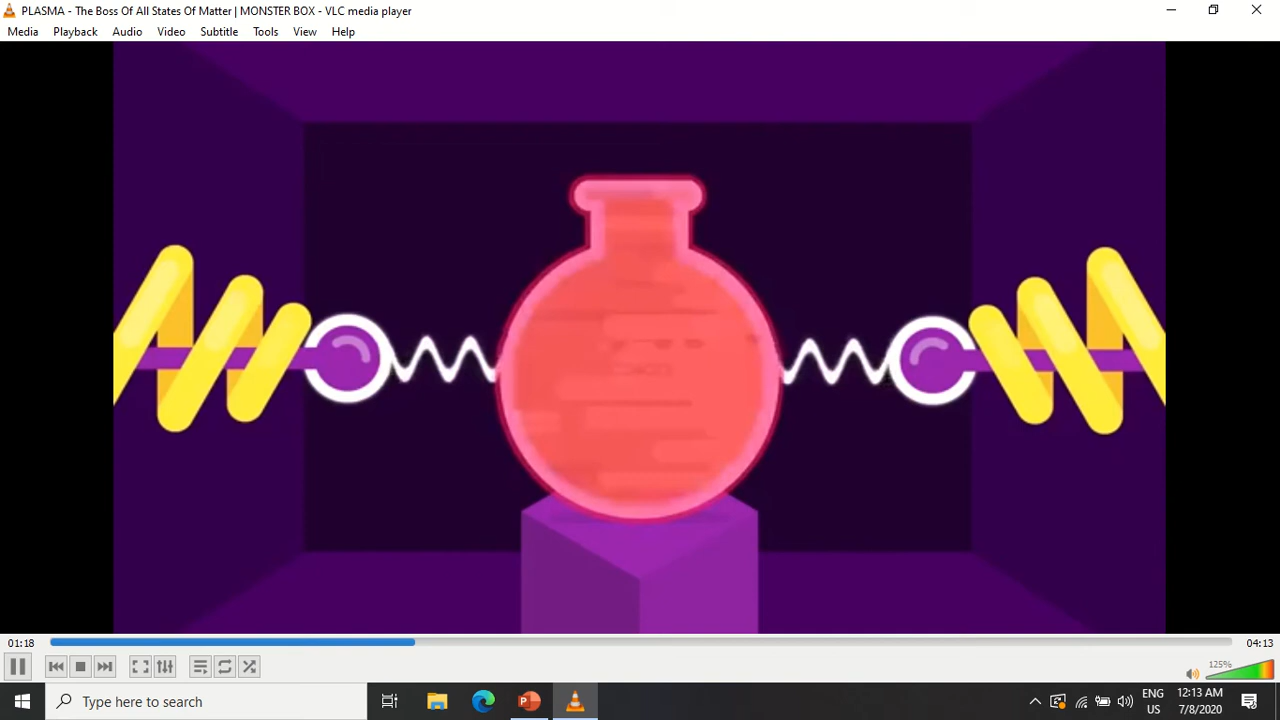 PLASMA - The Boss Of All States Of Matter | MONSTER BOX - VLC media player
Media Playback Audio Video Subtitle Tools View Help
01:18 04:13
125%
Type here to search
ENG 12:13 AM
US 7/8/2020